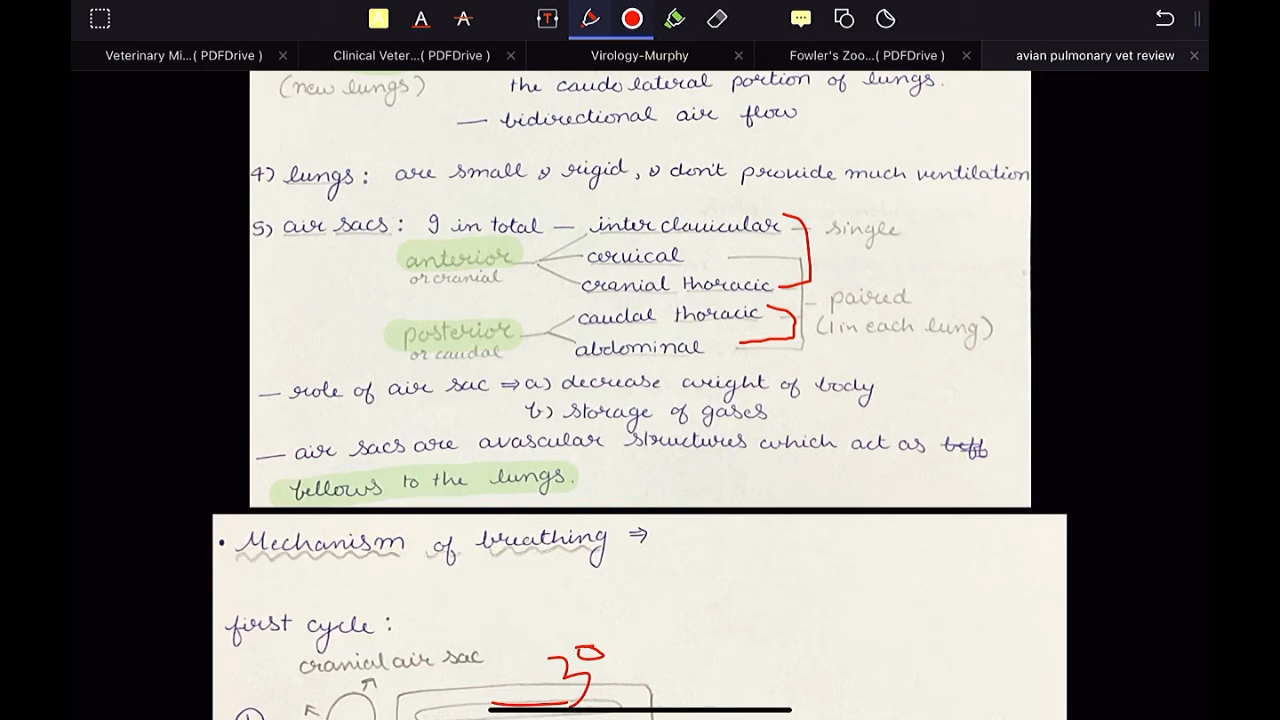 A A A T
Veterinary Mi...( PDFDrive ) × Clinical Veter...( PDFDrive ) × Virology-Murphy × Fowler's Zoo...( PDFDrive ) × avian pulmonary vet review ×
(new lungs) the caudolateral portion of lungs.
— bidirectional air flow
4) lungs: are small & rigid, & don't provide much ventilation
5) air sacs: 9 in total — interclavicular — single
anterior cervical
or cranial cranial thoracic
paired
posterior caudal thoracic (1 in each lung)
or caudal abdominal
— role of air sac ⇒ a) decrease weight of body
b) storage of gases
— air sacs are avascular structures which act as
bellows to the lungs.
• Mechanism of breathing ⇒
first cycle:
cranial air sac 3°
1